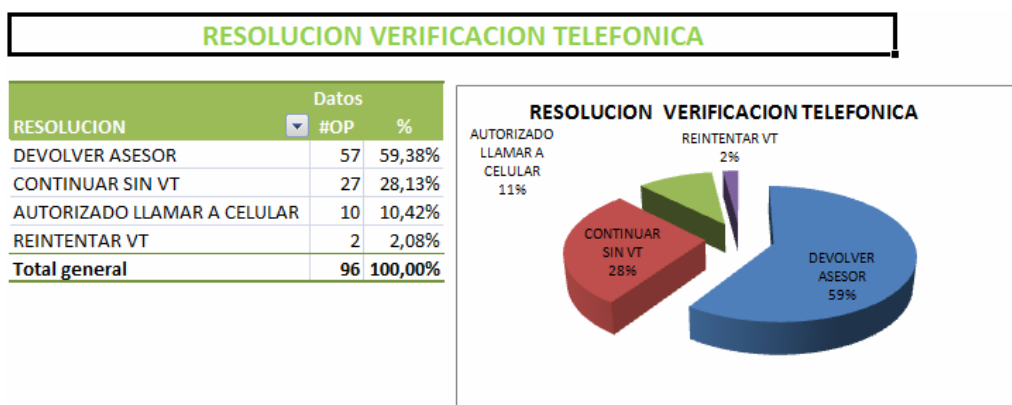 RESOLUCION VERIFICACION TELEFONICA
Datos
RESOLUCION #OP %
DEVOLVER ASESOR 57 59,38%
CONTINUAR SIN VT 27 28,13%
AUTORIZADO LLAMAR A CELULAR 10 10,42%
REINTENTAR VT 2 2,08%
Total general 96 100,00%
RESOLUCION VERIFICACION TELEFONICA
AUTORIZADO
LLAMAR A
CELULAR
11%
REINTENTAR VT
2%
CONTINUAR
SIN VT
28%
DEVOLVER
ASESOR
59%